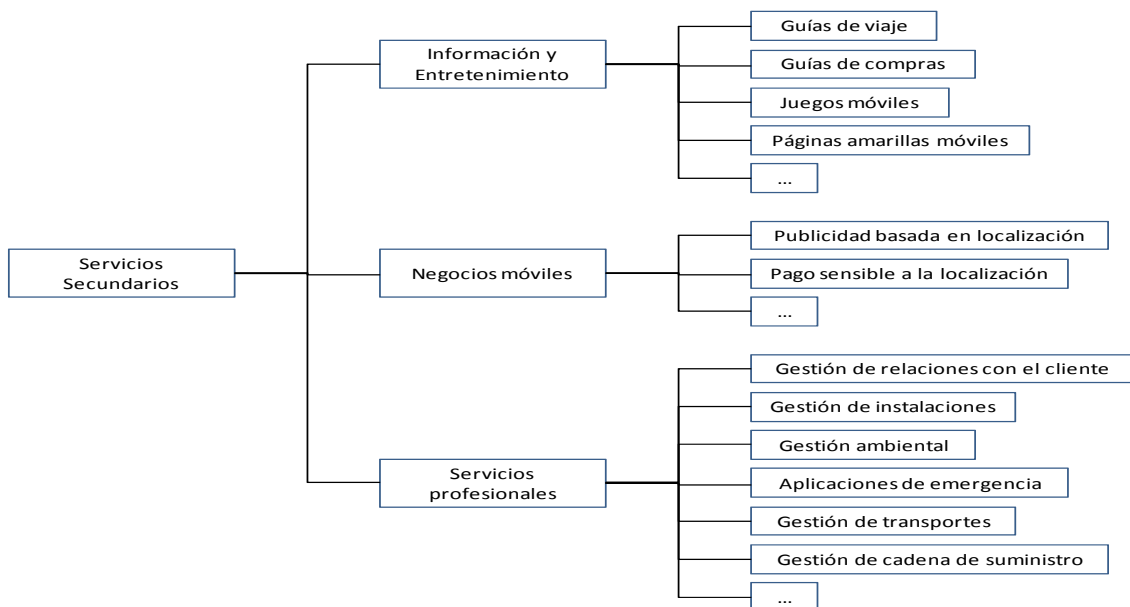 Servicios
Secundarios
Información y
Entretenimiento
Guías de viaje
Guías de compras
Juegos móviles
Páginas amarillas móviles
...
Negocios móviles
Publicidad basada en localización
Pago sensible a la localización
...
Servicios
profesionales
Gestión de relaciones con el cliente
Gestión de instalaciones
Gestión ambiental
Aplicaciones de emergencia
Gestión de transportes
Gestión de cadena de suministro
...